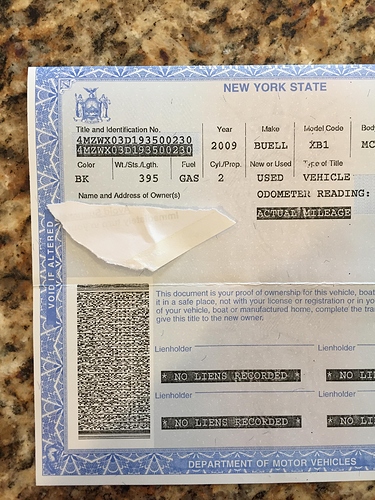 NEW YORK STATE
Title and Identification No. Year Make Model Code
4MZWX03D193500230
4MZWX03D193500230 2009 BUELL XB1 MC
Color Wt./Sts./Lgth. Fuel Cyl./Prop. New or Used Type of Title
BK 395 GAS 2 USED VEHICLE
Name and Address of Owner(s) ODOMETER READING:
ACTUAL MILEAGE
VOID IF ALTERED
This document is your proof of ownership for this vehicle, boat
it in a safe place, not with your license or registration or in yo
of your vehicle, boat or manufactured home, complete the tra
give this title to the new owner.
Lienholder Lienholder
* NO LIENS RECORDED * * NO LI
Lienholder Lienholder
* NO LIENS RECORDED * * NO LI
DEPARTMENT OF MOTOR VEHICLES